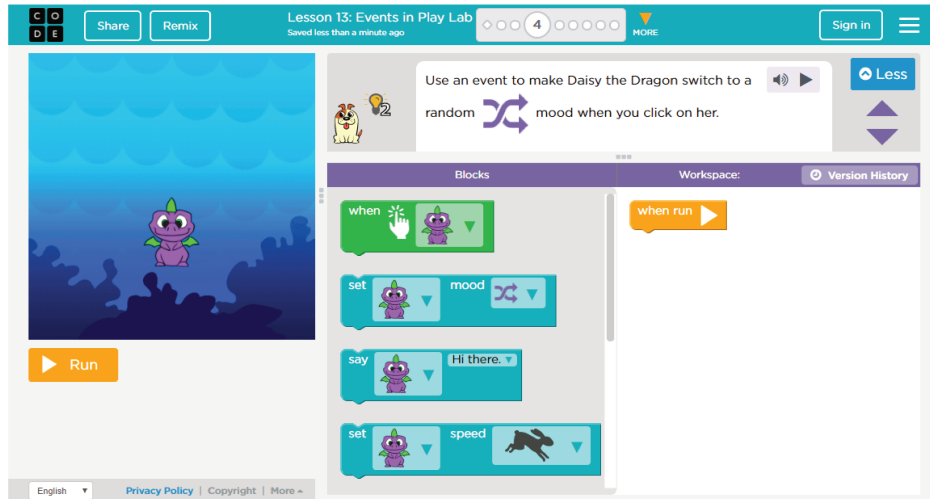 CODE
Share
Remix
Lesson 13: Events in Play Lab
Saved less than a minute ago
4
MORE
Sign in
2
Use an event to make Daisy the Dragon switch to a
random mood when you click on her.
Less
Blocks
Workspace:
Version History
when
when run
set mood
say Hi there.
set speed
Run
English
Privacy Policy | Copyright | More